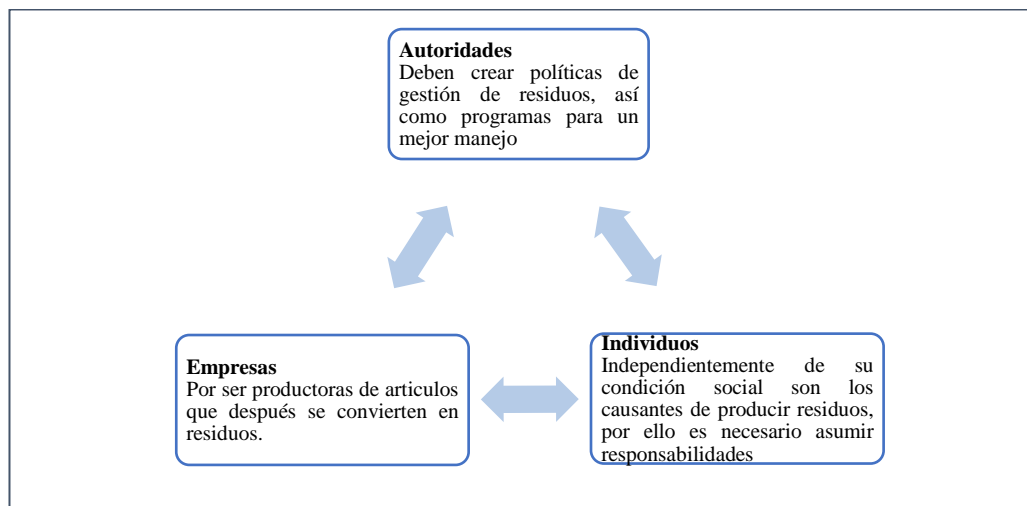 Autoridades
Deben crear políticas de
gestión de residuos, así
como programas para un
mejor manejo
Empresas
Por ser productoras de articulos
que después se convierten en
residuos.
Individuos
Independientemente de su
condición social son los
causantes de producir residuos,
por ello es necesario asumir
responsabilidades